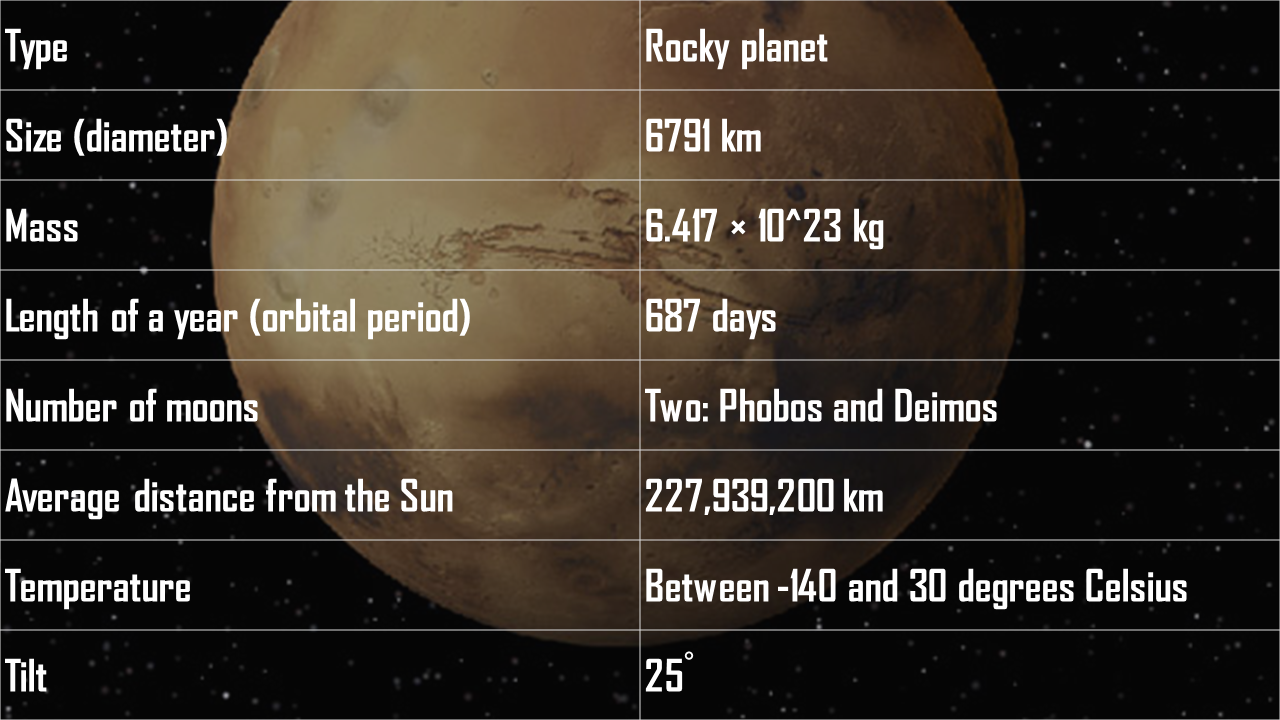 Type Rocky planet
Size (diameter) 6791 km
Mass 6.417 × 10^23 kg
Length of a year (orbital period) 687 days
Number of moons Two: Phobos and Deimos
Average distance from the Sun 227,939,200 km
Temperature Between -140 and 30 degrees Celsius
Tilt 25°